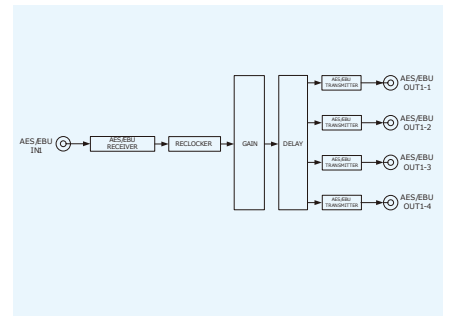 AES/EBU
IN1
AES/EBU
RECEIVER
RECLOCKER
GAIN
DELAY
AES/EBU
TRANSMITTER
AES/EBU
OUT1-1
AES/EBU
TRANSMITTER
AES/EBU
OUT1-2
AES/EBU
TRANSMITTER
AES/EBU
OUT1-3
AES/EBU
TRANSMITTER
AES/EBU
OUT1-4